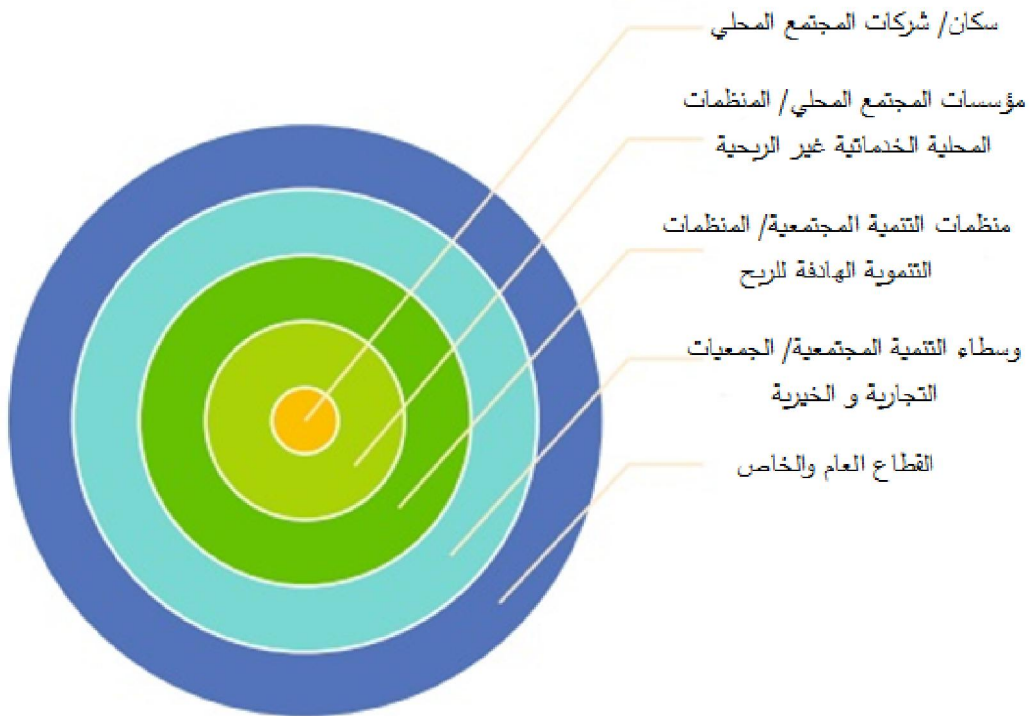 سكان/ شركات المجتمع المحلي
مؤسسات المجتمع المحلي/ المنظمات
المحلية الخدماتية غير الربحية
منظمات التنمية المجتمعية/ المنظمات
التنموية الهادفة للربح
وسطاء التنمية المجتمعية/ الجمعيات
التجارية و الخيرية
القطاع العام والخاص